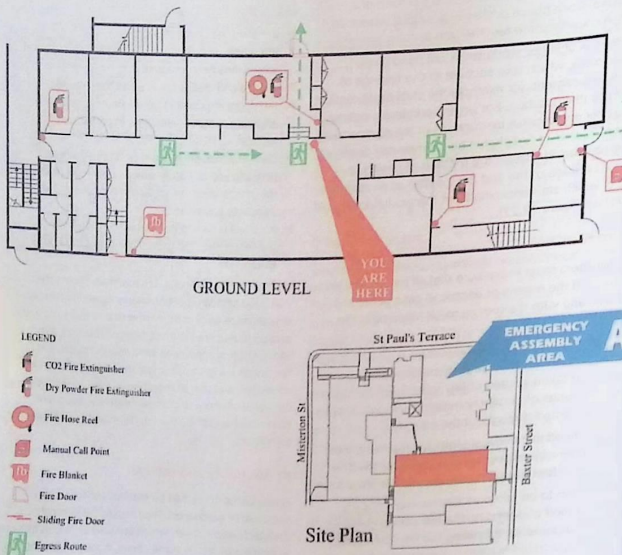 fb
YOU
ARE
HERE
GROUND LEVEL
LEGEND
CO2 Fire Extinguisher
Dry Powder Fire Extinguisher
Fire Hose Reel
Manual Call Point
fb
Fire Blanket
Fire Door
Sliding Fire Door
Egress Route
St Paul's Terrace
EMERGENCY
ASSEMBLY
AREA
A
Misterton St
Baxter Street
Site Plan